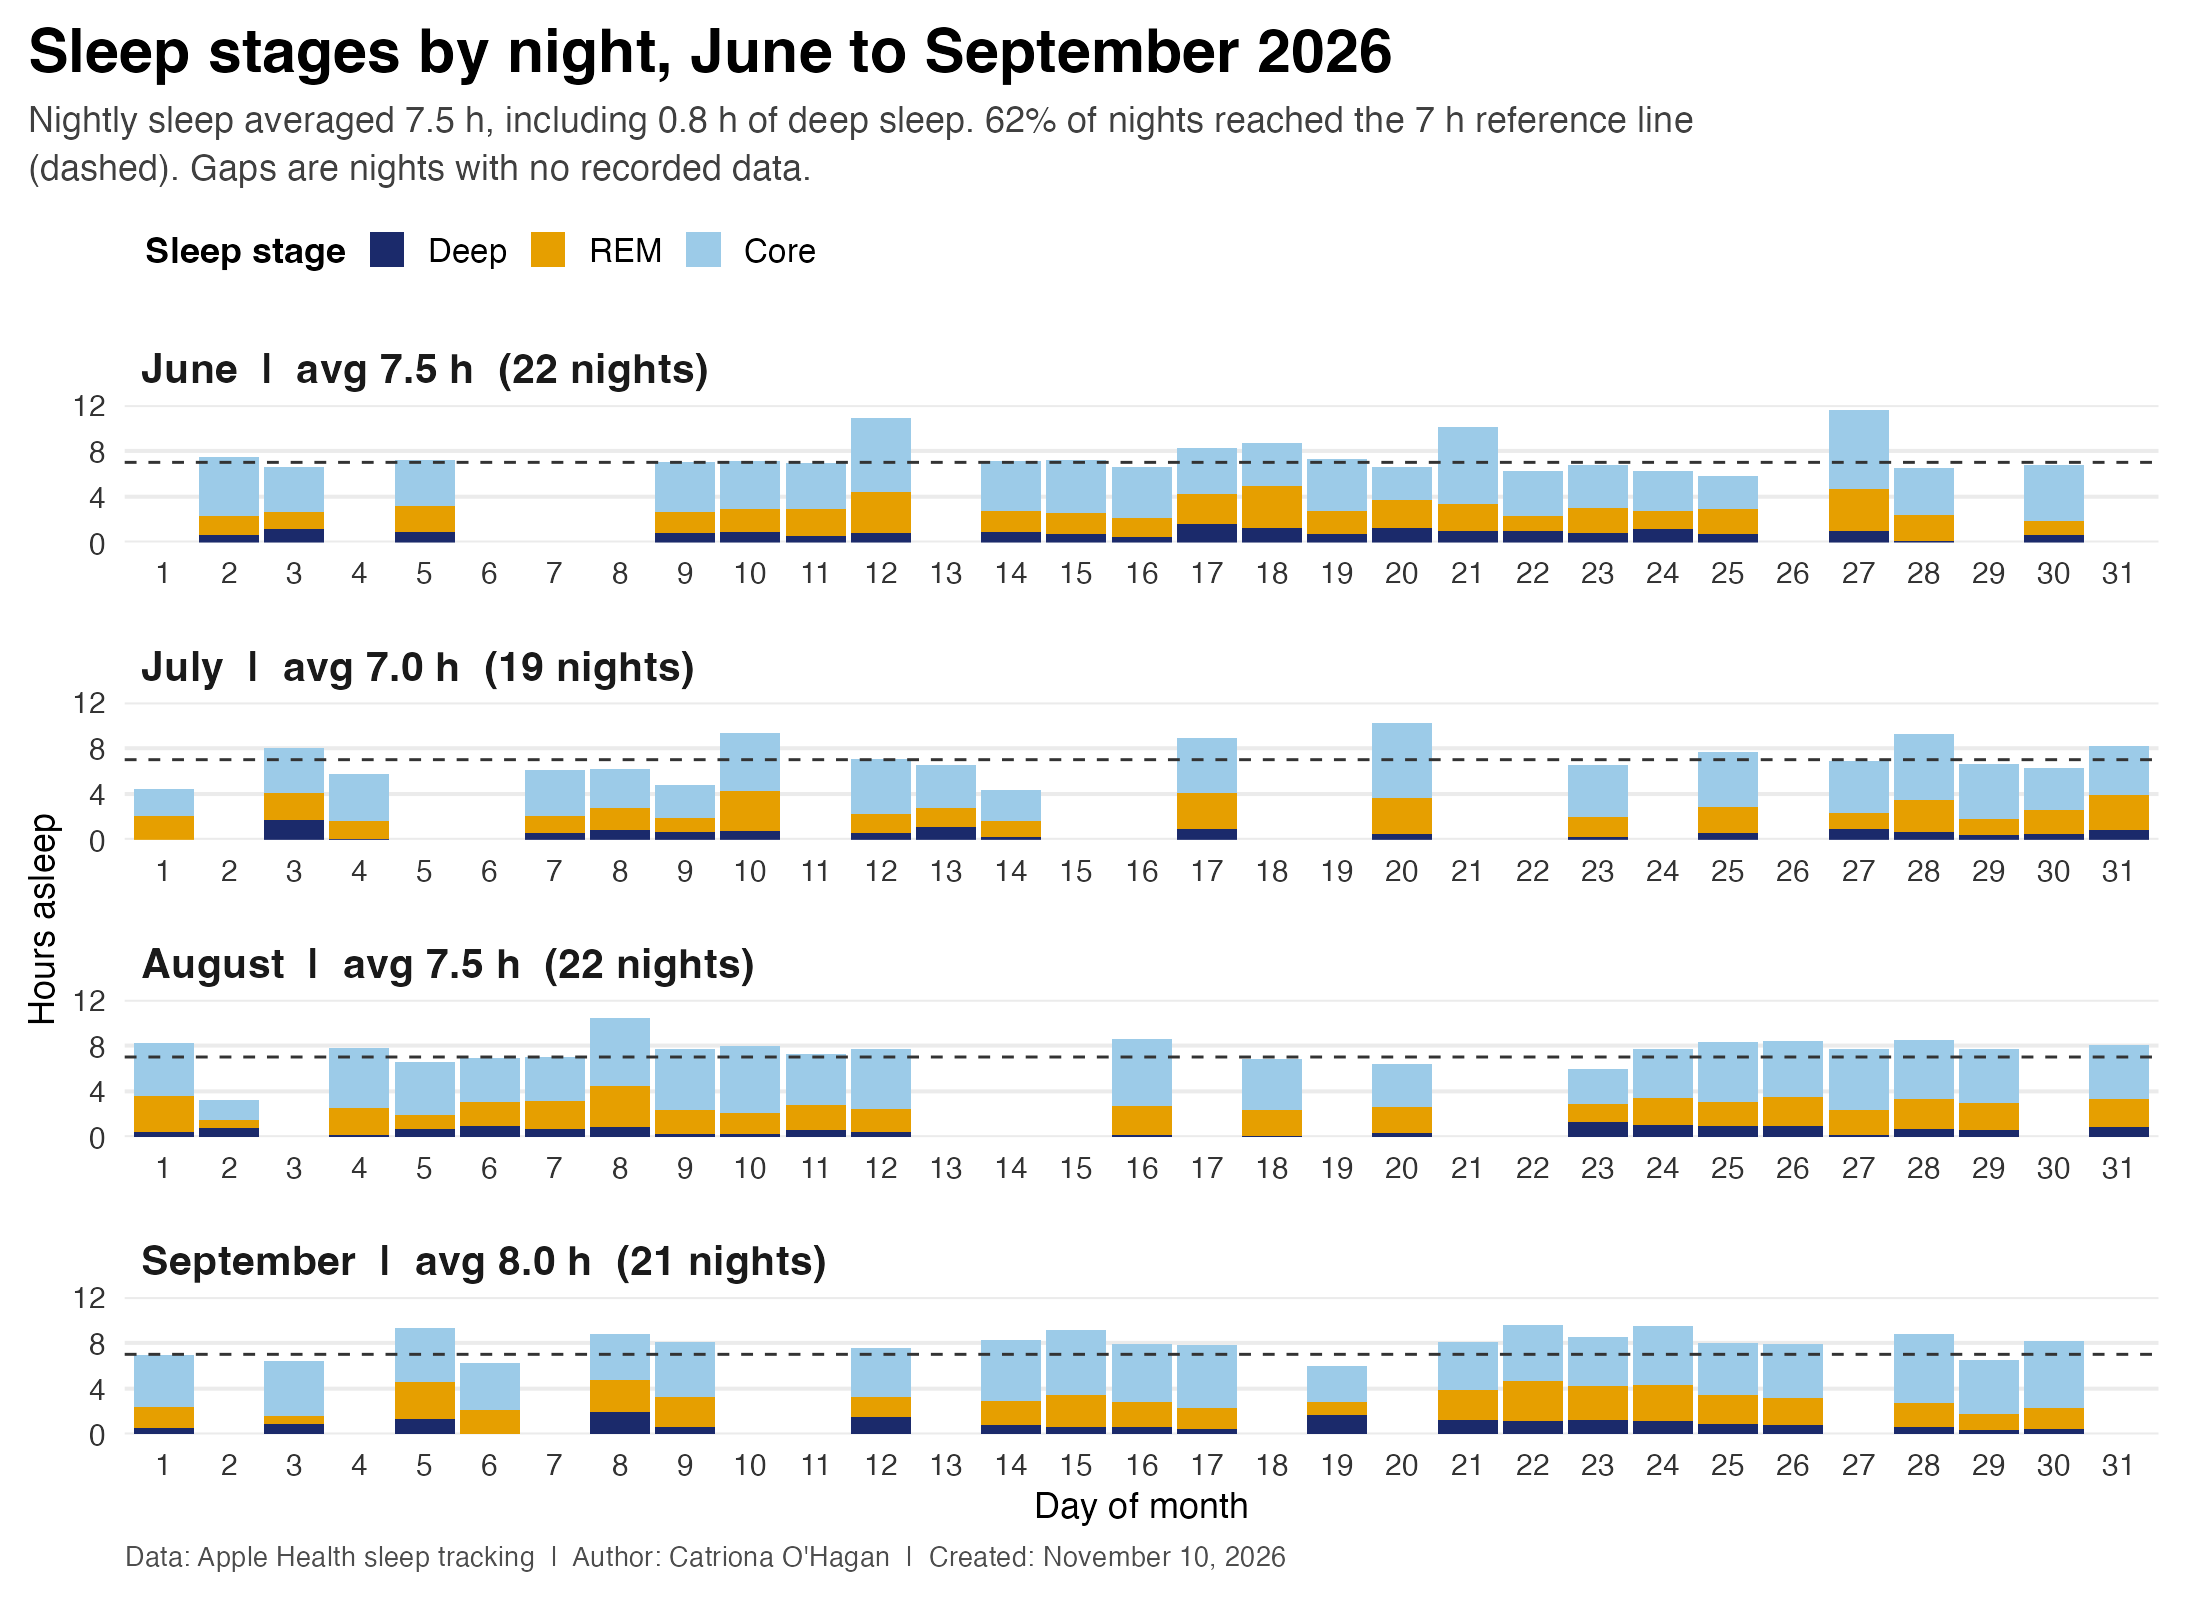 Sleep stages by night, June to September 2026
Nightly sleep averaged 7.5 h, including 0.8 h of deep sleep. 62% of nights reached the 7 h reference line
(dashed). Gaps are nights with no recorded data.
Sleep stage Deep REM Core
June | avg 7.5 h (22 nights)
12
8
4
0
1 2 3 4 5 6 7 8 9 10 11 12 13 14 15 16 17 18 19 20 21 22 23 24 25 26 27 28 29 30 31
July | avg 7.0 h (19 nights)
12
8
4
0
1 2 3 4 5 6 7 8 9 10 11 12 13 14 15 16 17 18 19 20 21 22 23 24 25 26 27 28 29 30 31
Hours asleep
August | avg 7.5 h (22 nights)
12
8
4
0
1 2 3 4 5 6 7 8 9 10 11 12 13 14 15 16 17 18 19 20 21 22 23 24 25 26 27 28 29 30 31
September | avg 8.0 h (21 nights)
12
8
4
0
1 2 3 4 5 6 7 8 9 10 11 12 13 14 15 16 17 18 19 20 21 22 23 24 25 26 27 28 29 30 31
Day of month
Data: Apple Health sleep tracking | Author: Catriona O'Hagan | Created: November 10, 2026